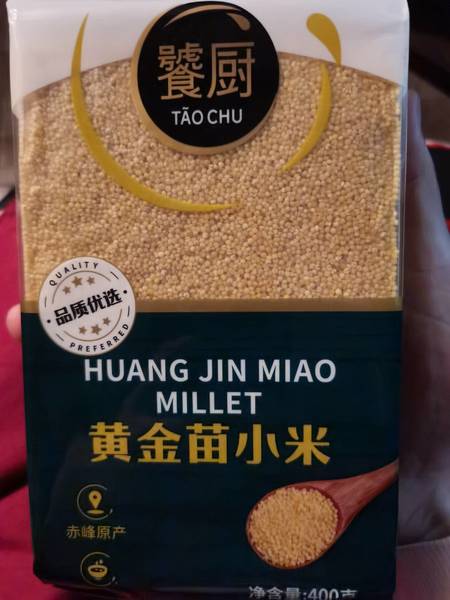 饕厨
TÃO CHU
QUALITY
品质优选
PREFERRED
HUANG JIN MIAO
MILLET
黄金苗小米
赤峰原产
净含量:400克